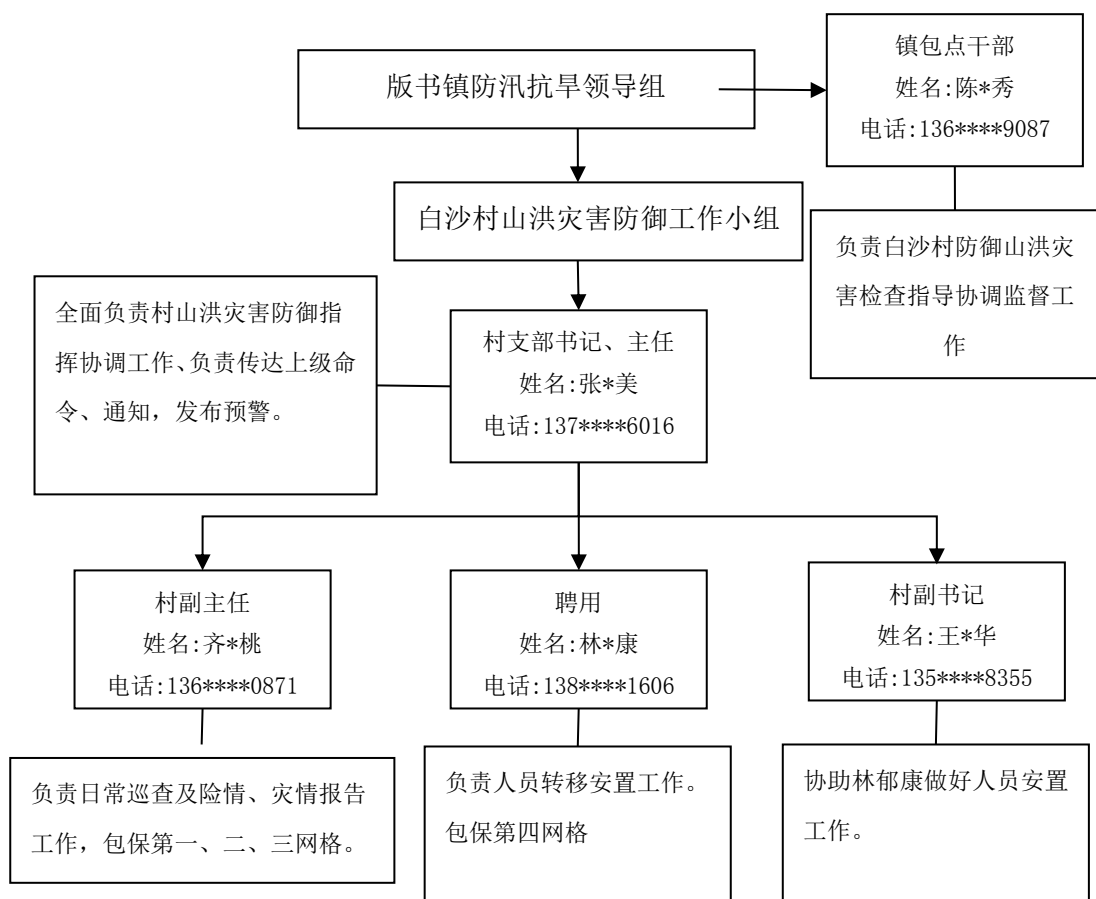 版书镇防汛抗旱领导组
镇包点干部
姓名:陈*秀
电话:136****9087
白沙村山洪灾害防御工作小组
负责白沙村防御山洪灾
害检查指导协调监督工
作
全面负责村山洪灾害防御指
挥协调工作、负责传达上级命
令、通知，发布预警。
村支部书记、主任
姓名:张*美
电话:137****6016
村副主任
姓名:齐*桃
电话:136****0871
聘用
姓名:林*康
电话:138****1606
村副书记
姓名:王*华
电话:135****8355
负责日常巡查及险情、灾情报告
工作，包保第一、二、三网格。
负责人员转移安置工作。
包保第四网格
协助林郁康做好人员安置
工作。